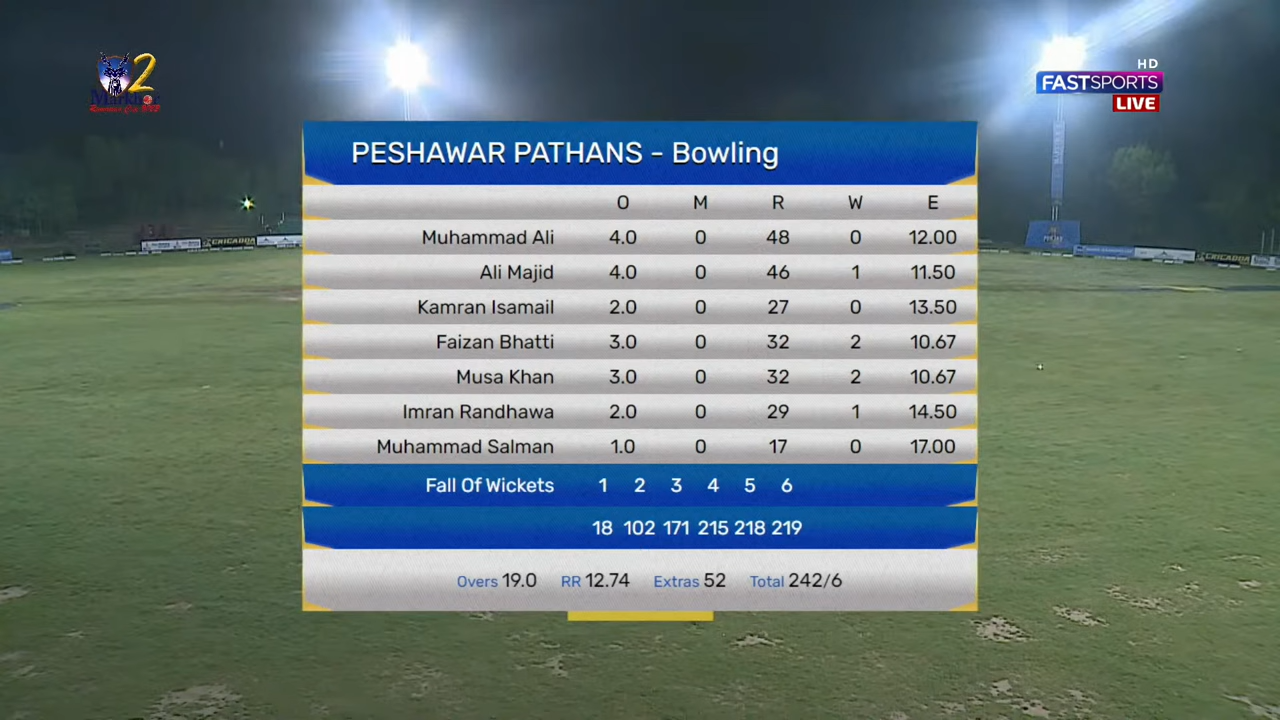 2
Markhor
HD
FASTSPORTS
LIVE
PESHAWAR PATHANS - Bowling
O M R W E
Muhammad Ali 4.0 0 48 0 12.00
Ali Majid 4.0 0 46 1 11.50
Kamran Isamail 2.0 0 27 0 13.50
Faizan Bhatti 3.0 0 32 2 10.67
Musa Khan 3.0 0 32 2 10.67
Imran Randhawa 2.0 0 29 1 14.50
Muhammad Salman 1.0 0 17 0 17.00
Fall Of Wickets 1 2 3 4 5 6
18 102 171 215 218 219
Overs 19.0 RR 12.74 Extras 52 Total 242/6